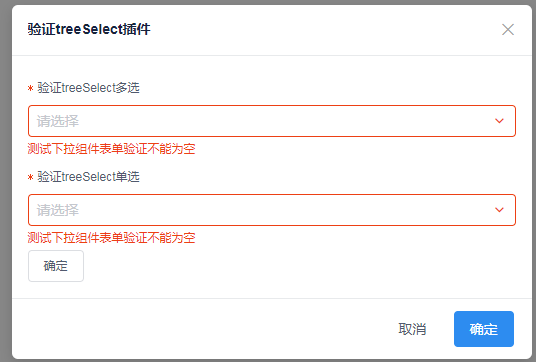 验证treeSelect插件
* 验证treeSelect多选
请选择
测试下拉组件表单验证不能为空
* 验证treeSelect单选
请选择
测试下拉组件表单验证不能为空
确定
取消 确定